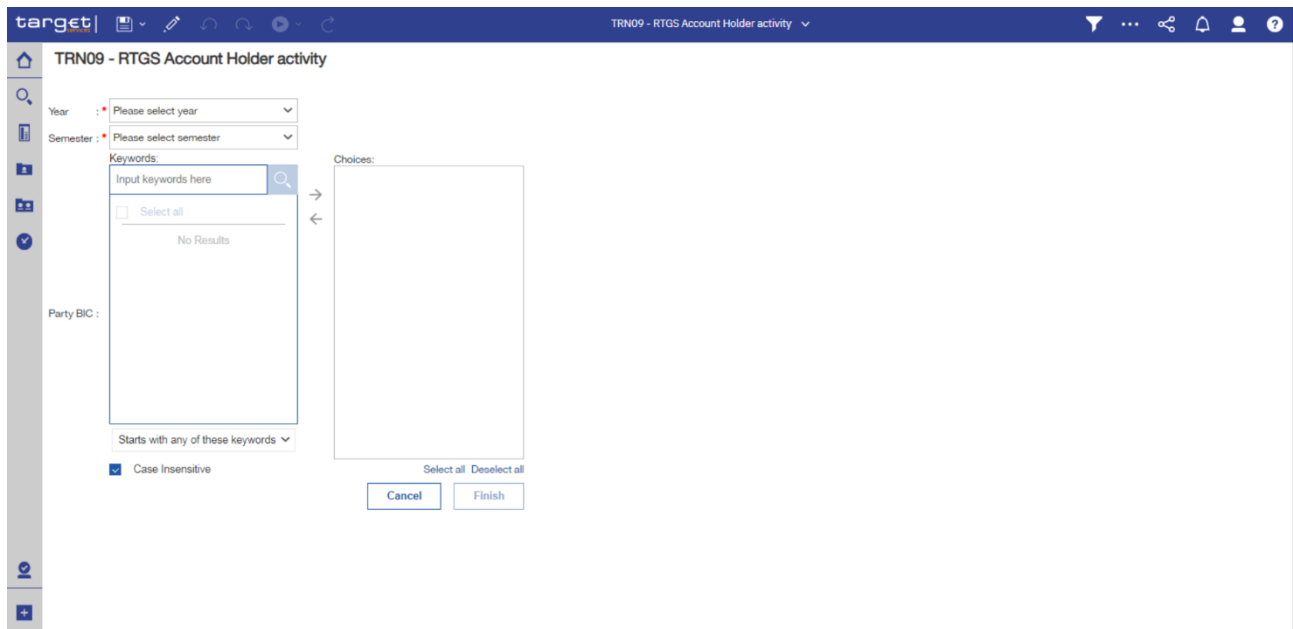 target| TRN09 - RTGS Account Holder activity
services
TRN09 - RTGS Account Holder activity
Year : * Please select year
Semester : * Please select semester
Keywords: Choices:
Input keywords here
Select all
No Results
Party BIC :
Starts with any of these keywords
Case Insensitive Select all Deselect all
Cancel Finish